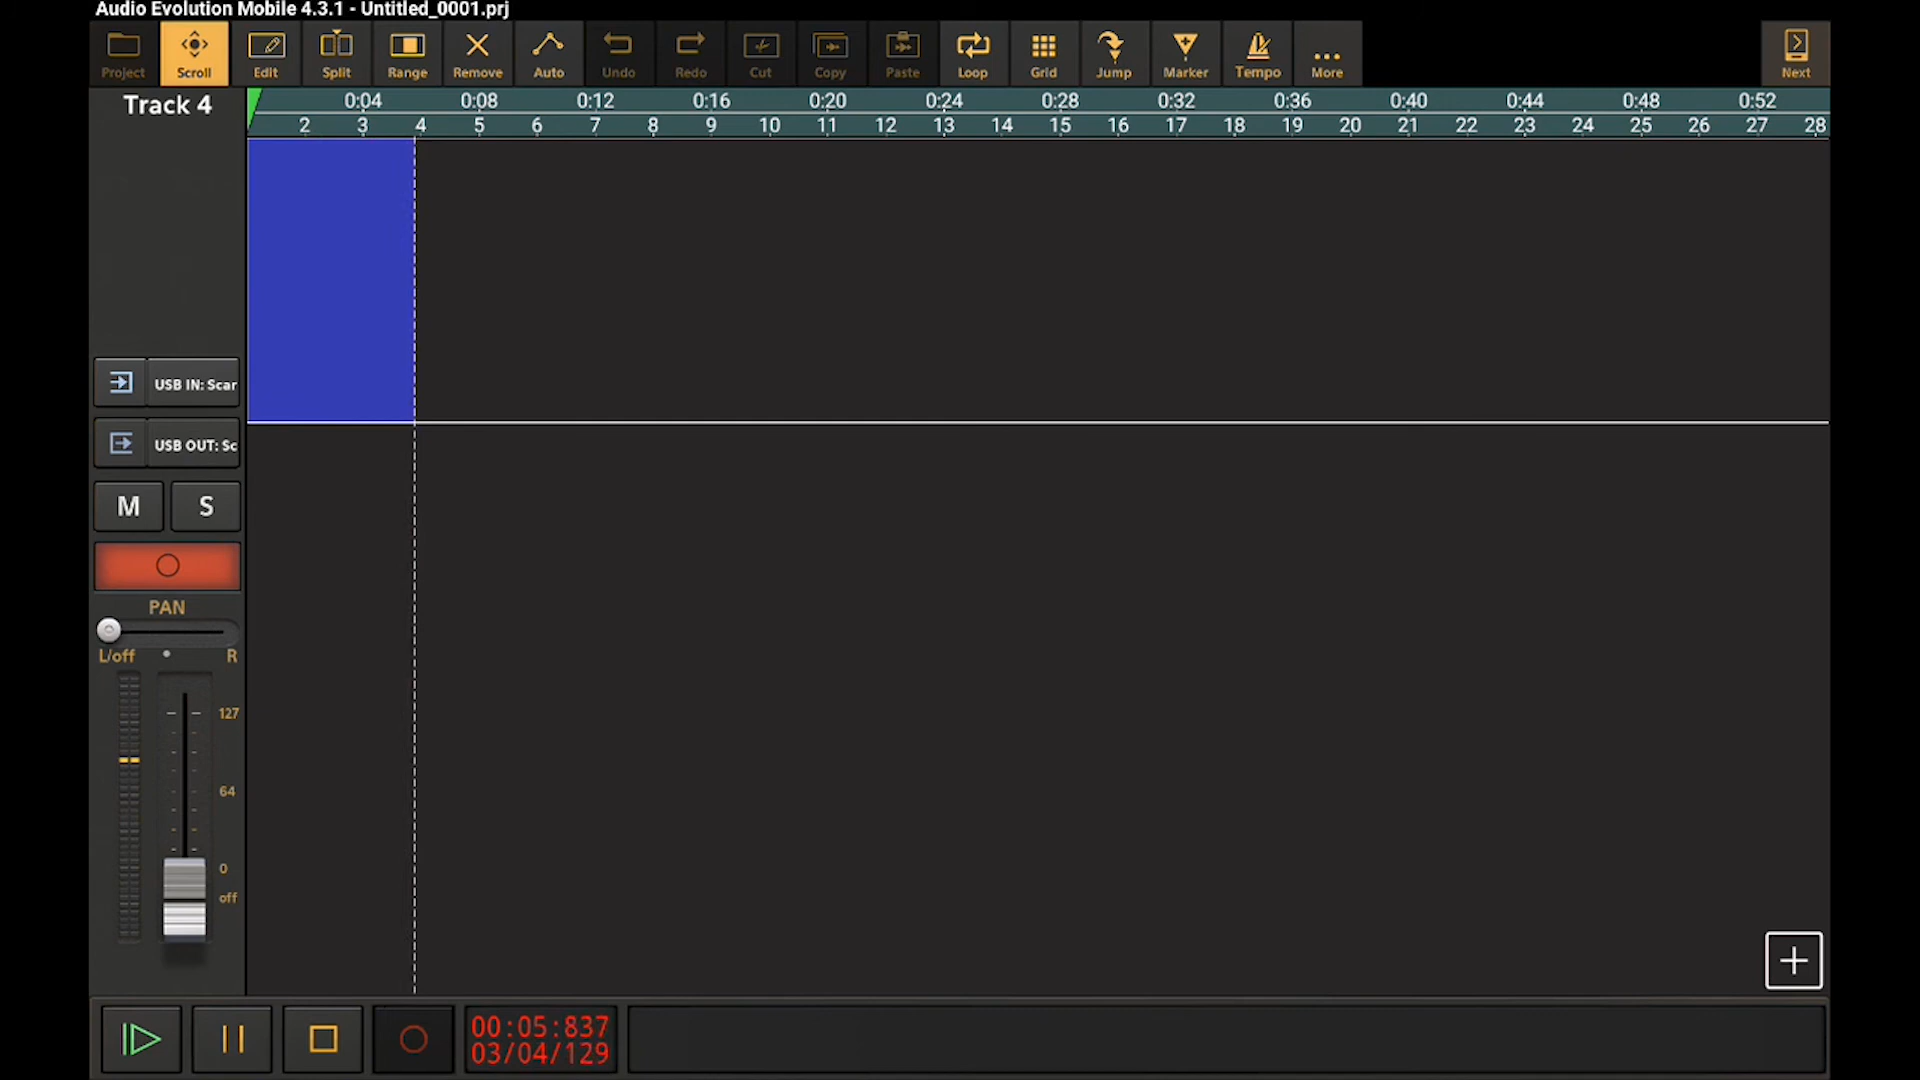 Audio Evolution Mobile 4.3.1 - Untitled_0001.prj
Project Scroll Edit Split Range Remove Auto Undo Redo Cut Copy Paste Loop Grid Jump Marker Tempo More Next
Track 4
0:04 0:08 0:12 0:16 0:20 0:24 0:28 0:32 0:36 0:40 0:44 0:48 0:52
2 3 4 5 6 7 8 9 10 11 12 13 14 15 16 17 18 19 20 21 22 23 24 25 26 27 28
USB IN: Scar
USB OUT: Sc
M S
PAN
L/off R
127
64
0
off
00:05:837
03/04/129